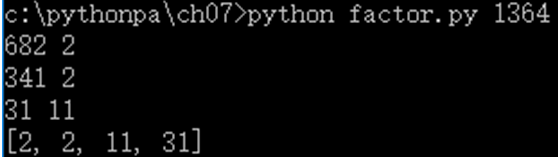 c:\pythonpa\ch07>python factor.py 1364
682 2
341 2
31 11
[2, 2, 11, 31]